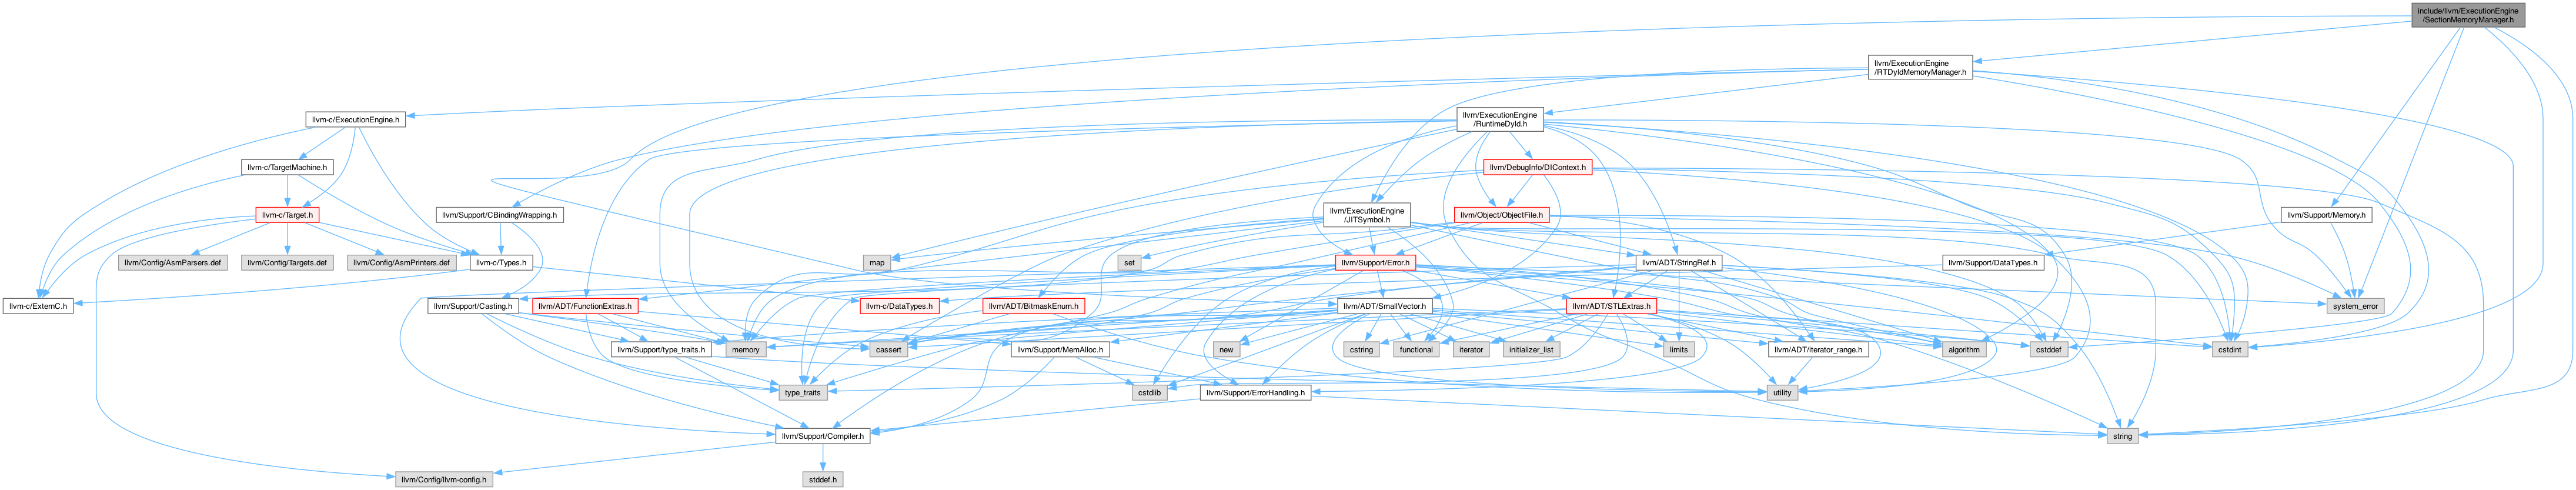 include/llvm/ExecutionEngine
/SectionMemoryManager.h
llvm/ExecutionEngine
/RTDyldMemoryManager.h
llvm-c/ExecutionEngine.h
llvm/ExecutionEngine
/RuntimeDyld.h
llvm-c/TargetMachine.h
llvm/DebugInfo/DIContext.h
llvm-c/Target.h
llvm/Support/CBindingWrapping.h
llvm/ExecutionEngine
/JITSymbol.h
llvm/Object/ObjectFile.h
llvm/Support/Memory.h
llvm/Config/AsmParsers.def
llvm/Config/Targets.def
llvm/Config/AsmPrinters.def
llvm-c/Types.h
map
set
llvm/Support/Error.h
llvm/ADT/StringRef.h
llvm/Support/DataTypes.h
llvm-c/ExternC.h
llvm/Support/Casting.h
llvm/ADT/FunctionExtras.h
llvm-c/DataTypes.h
llvm/ADT/BitmaskEnum.h
llvm/ADT/SmallVector.h
llvm/ADT/STLExtras.h
system_error
llvm/Support/type_traits.h
memory
cassert
llvm/Support/MemAlloc.h
new
cstring
functional
iterator
initializer_list
limits
llvm/ADT/iterator_range.h
algorithm
cstddef
cstdint
type_traits
cstdlib
llvm/Support/ErrorHandling.h
utility
llvm/Support/Compiler.h
string
llvm/Config/llvm-config.h
stddef.h